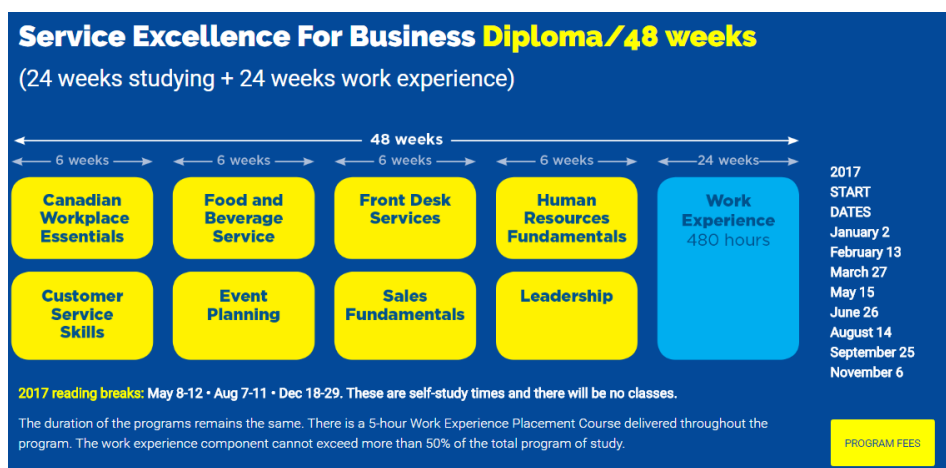 Service Excellence For Business Diploma/48 weeks
(24 weeks studying + 24 weeks work experience)
48 weeks
6 weeks
6 weeks
6 weeks
6 weeks
24 weeks
Canadian
Workplace
Essentials
Food and
Beverage
Service
Front Desk
Services
Human
Resources
Fundamentals
Work
Experience
480 hours
Customer
Service
Skills
Event
Planning
Sales
Fundamentals
Leadership
2017
START
DATES
January 2
February 13
March 27
May 15
June 26
August 14
September 25
November 6
2017 reading breaks: May 8-12 • Aug 7-11 • Dec 18-29. These are self-study times and there will be no classes.
The duration of the programs remains the same. There is a 5-hour Work Experience Placement Course delivered throughout the
program. The work experience component cannot exceed more than 50% of the total program of study.
PROGRAM FEES